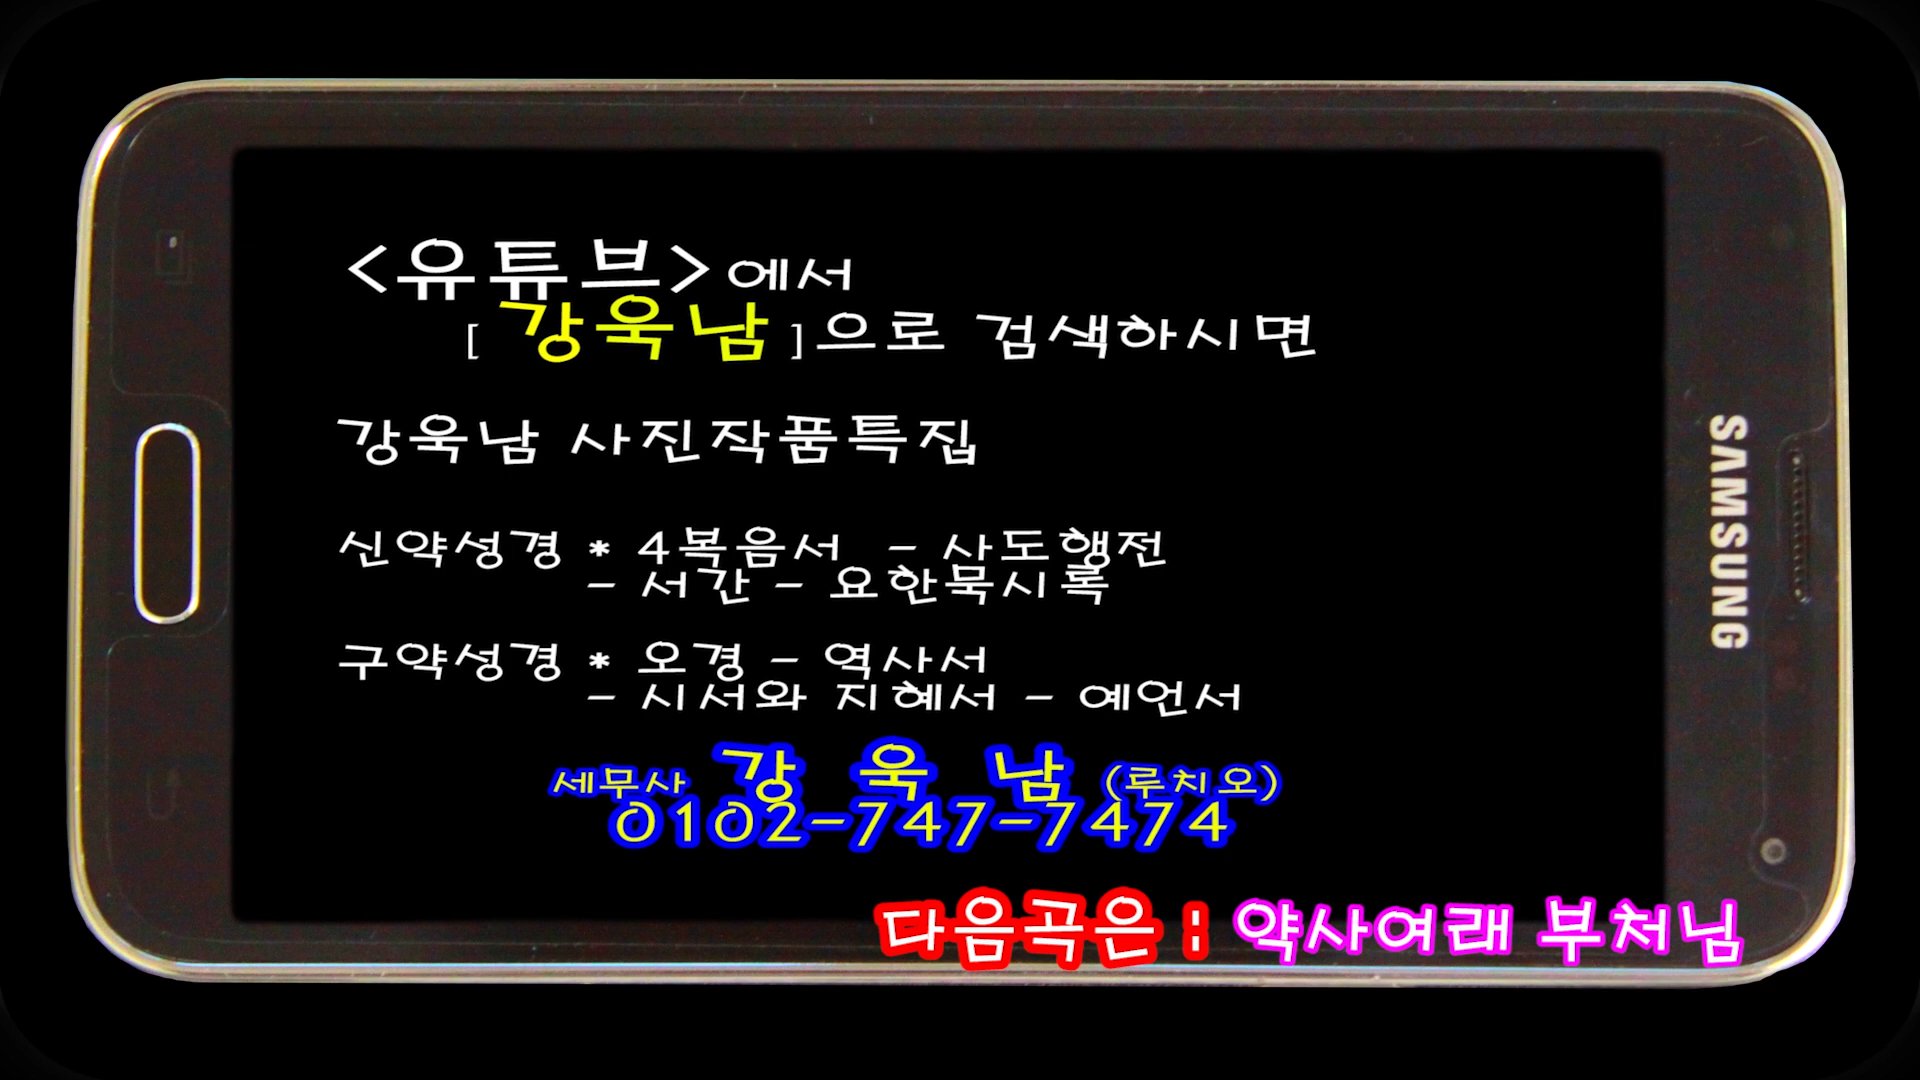 <유튜브>에서
[ 강욱남 ]으로 검색하시면
강욱남 사진작품특집
신약성경 * 4복음서 - 사도행전
- 서간 - 요한묵시록
구약성경 * 오경 - 역사서
- 시서와 지혜서 - 예언서
세무사 강 욱 남 (루치오)
0102-747-7474
다음곡은 : 약사여래 부처님
SAMSUNG